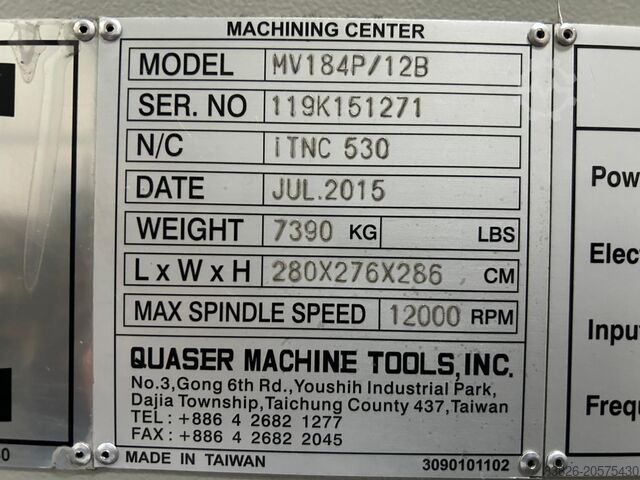 MACHINING CENTER
MODEL MV184P/12B
SER. NO 119K151271
N/C iTNC 530
DATE JUL.2015
WEIGHT 7390 KG LBS
L x W x H 280X276X286 CM
MAX SPINDLE SPEED 12000 RPM
QUASER MACHINE TOOLS, INC.
No.3,Gong 6th Rd.,Youshih Industrial Park,
Dajia Township,Taichung County 437,Taiwan
TEL : +886 4 2682 1277
FAX : +886 4 2682 2045
MADE IN TAIWAN 3090101102
Pow
Elect
Input
Frequ